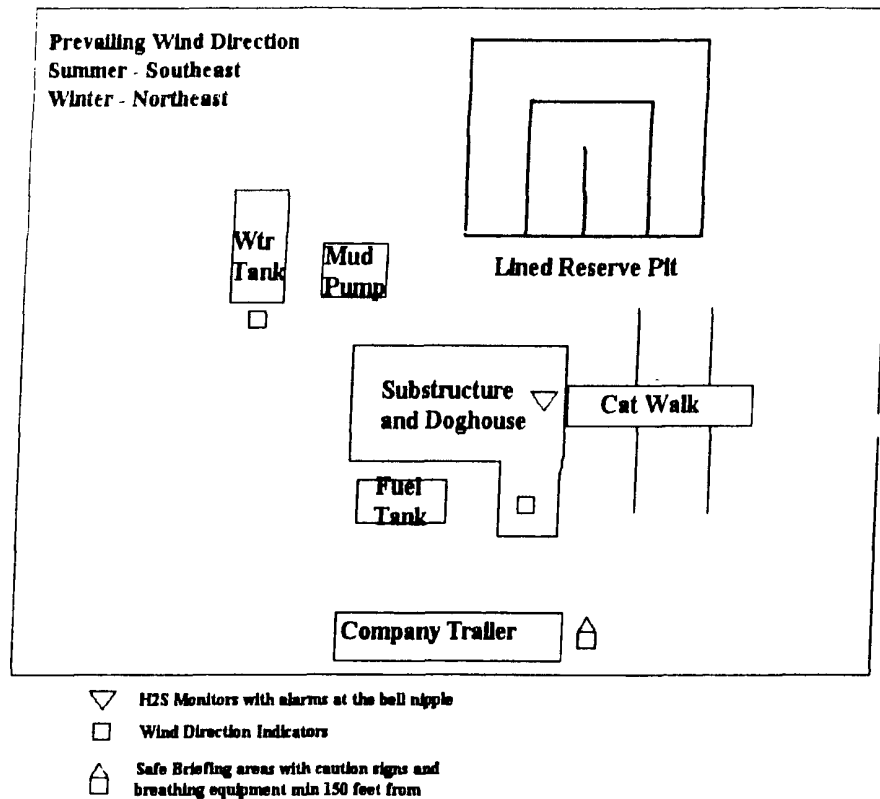 Prevailing Wind Direction
Summer - Southeast
Winter - Northeast
Wtr
Tank
Mud
Pump
Lined Reserve Pit
Substructure
and Doghouse
Cat Walk
Fuel
Tank
Company Trailer
H2S Monitors with alarms at the bell nipple
Wind Direction Indicators
Safe Briefing areas with caution signs and
breathing equipment min 150 feet from